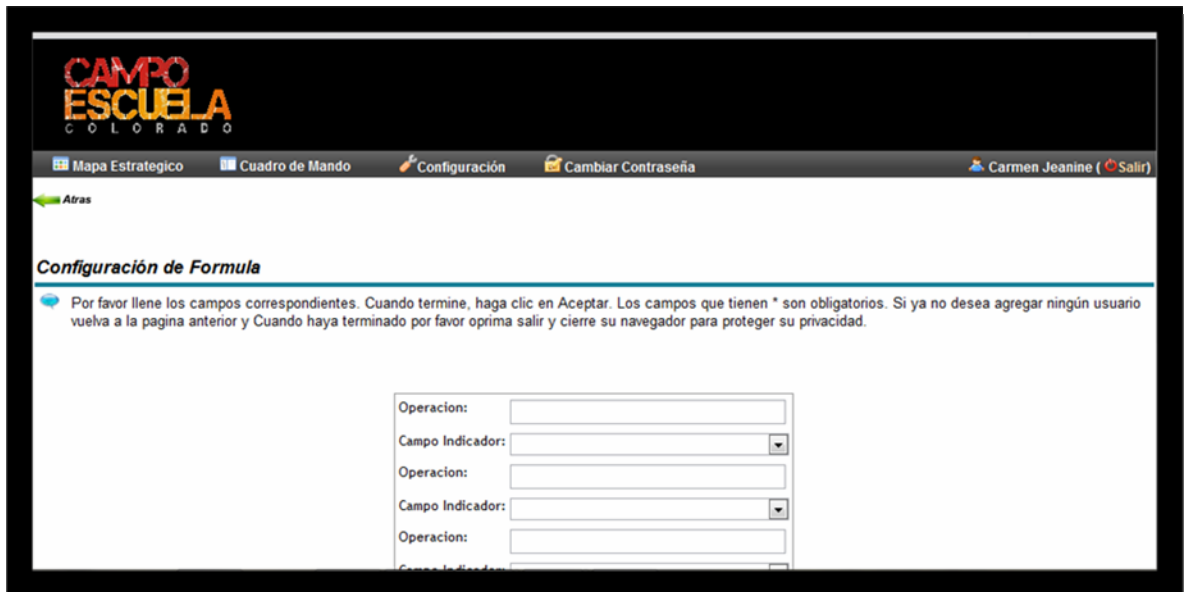 CAMPO
ESCUELA
COLORADO
Mapa Estrategico Cuadro de Mando Configuración Cambiar Contraseña Carmen Jeanine ( Salir)
Atras
Configuración de Formula
Por favor llene los campos correspondientes. Cuando termine, haga clic en Aceptar. Los campos que tienen * son obligatorios. Si ya no desea agregar ningún usuario
vuelva a la pagina anterior y Cuando haya terminado por favor oprima salir y cierre su navegador para proteger su privacidad.
Operacion:
Campo Indicador:
Operacion:
Campo Indicador:
Operacion:
Campo Indicador: